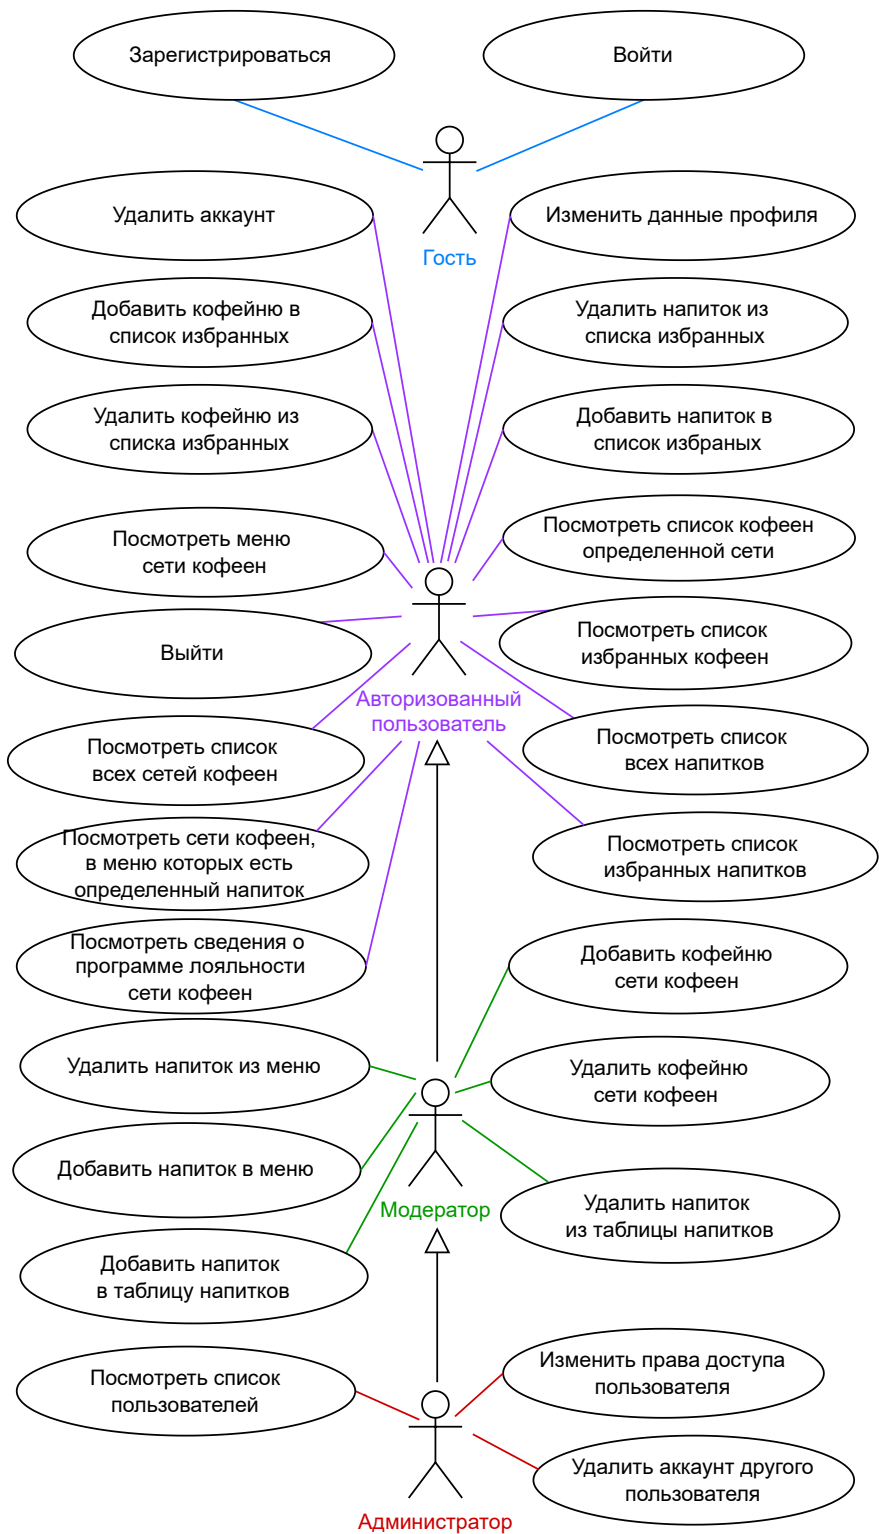 Зарегистрироваться
Войти
Гость
Удалить аккаунт
Изменить данные профиля
Добавить кофейню в
список избранных
Удалить напиток из
списка избранных
Удалить кофейню из
списка избранных
Добавить напиток в
список избраных
Посмотреть меню
сети кофеен
Посмотреть список кофеен
определенной сети
Выйти
Посмотреть список
избранных кофеен
Авторизованный
пользователь
Посмотреть список
всех сетей кофеен
Посмотреть список
всех напитков
Посмотреть сети кофеен,
в меню которых есть
определенный напиток
Посмотреть список
избранных напитков
Посмотреть сведения о
программе лояльности
сети кофеен
Добавить кофейню
сети кофеен
Удалить напиток из меню
Удалить кофейню
сети кофеен
Добавить напиток в меню
Модератор
Удалить напиток
из таблицы напитков
Добавить напиток
в таблицу напитков
Посмотреть список
пользователей
Изменить права доступа
пользователя
Удалить аккаунт другого
пользователя
Администратор